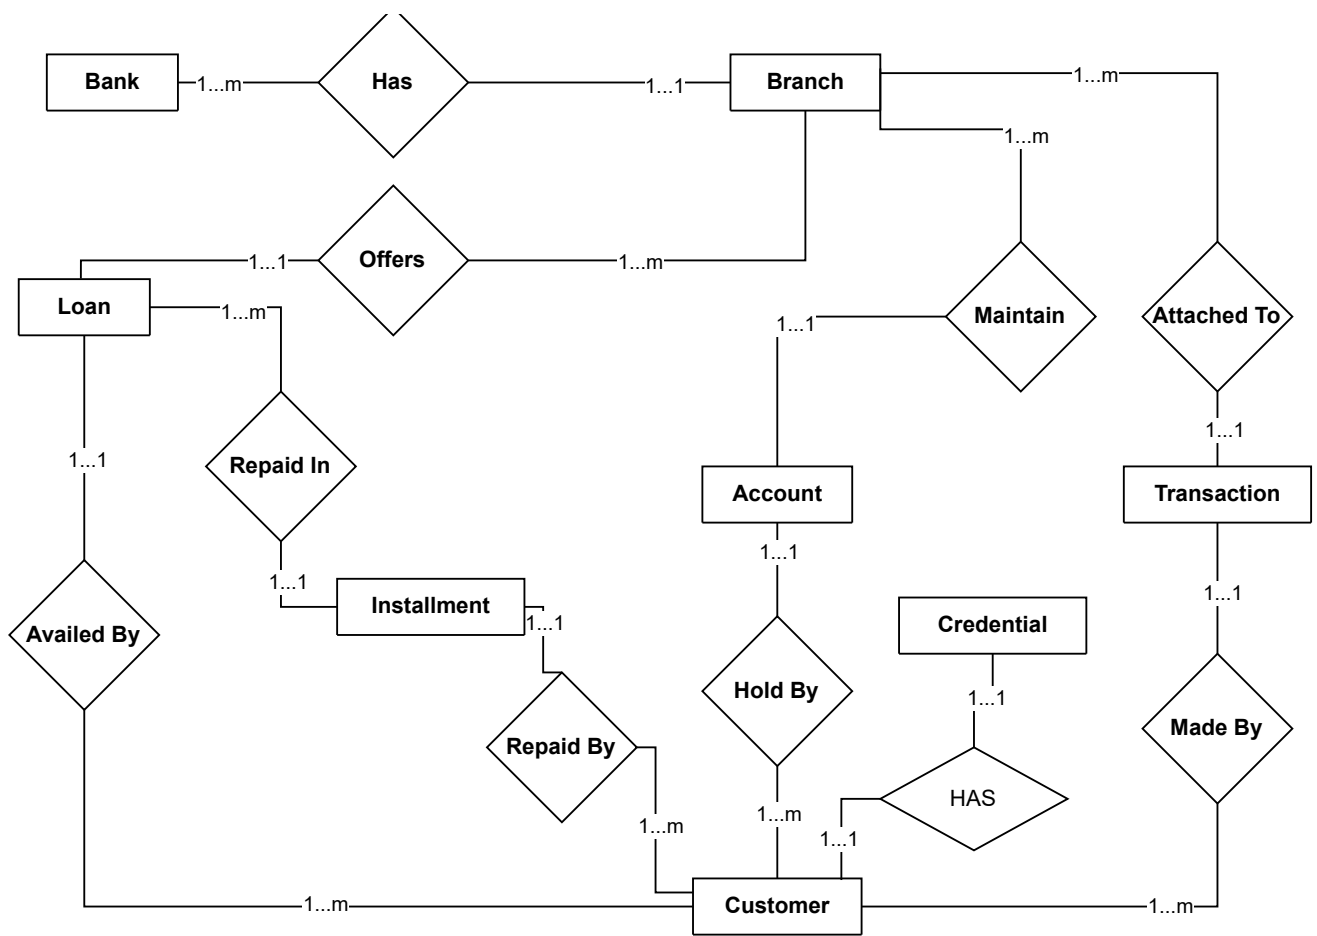 Bank
1...m
Has
1...1
Branch
1...m
1...m
Offers
1...1
1...m
Loan
1...m
Maintain
Attached To
1...1
1...1
1...1
Repaid In
Account
Transaction
1...1
1...1
Installment
1...1
1...1
Credential
Availed By
Hold By
1...1
Made By
Repaid By
HAS
1...m
1...m
1...1
1...m
Customer
1...m